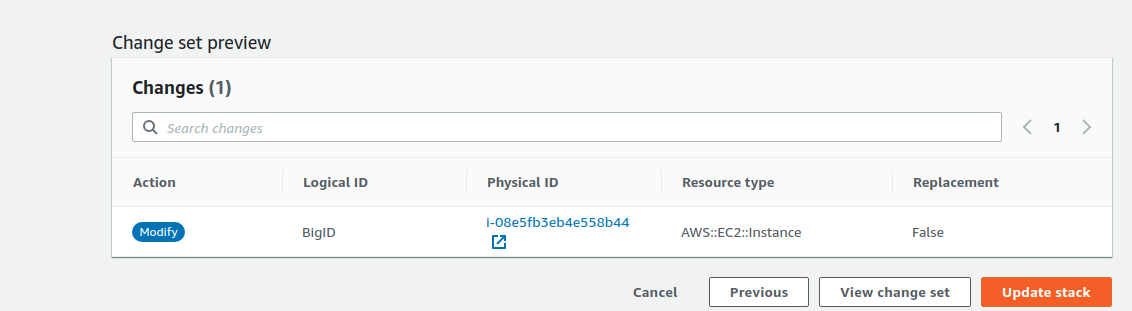 Change set preview
Changes (1)
Search changes
1
Action Logical ID Physical ID Resource type Replacement
Modify BigID i-08e5fb3eb4e558b44 AWS::EC2::Instance False
Cancel Previous View change set Update stack